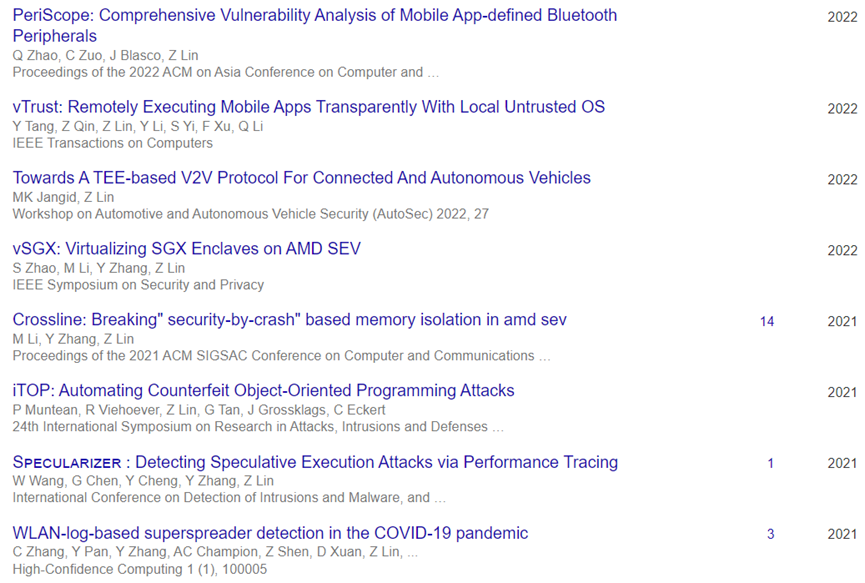 PeriScope: Comprehensive Vulnerability Analysis of Mobile App-defined Bluetooth 2022
Peripherals
Q Zhao, C Zuo, J Blasco, Z Lin
Proceedings of the 2022 ACM on Asia Conference on Computer and …
vTrust: Remotely Executing Mobile Apps Transparently With Local Untrusted OS 2022
Y Tang, Z Qin, Z Lin, Y Li, S Yi, F Xu, Q Li
IEEE Transactions on Computers
Towards A TEE-based V2V Protocol For Connected And Autonomous Vehicles 2022
MK Jangid, Z Lin
Workshop on Automotive and Autonomous Vehicle Security (AutoSec) 2022, 27
vSGX: Virtualizing SGX Enclaves on AMD SEV 2022
S Zhao, M Li, Y Zhang, Z Lin
IEEE Symposium on Security and Privacy
Crossline: Breaking" security-by-crash" based memory isolation in amd sev 14 2021
M Li, Y Zhang, Z Lin
Proceedings of the 2021 ACM SIGSAC Conference on Computer and Communications …
iTOP: Automating Counterfeit Object-Oriented Programming Attacks 2021
P Muntean, R Viehoever, Z Lin, G Tan, J Grossklags, C Eckert
24th International Symposium on Research in Attacks, Intrusions and Defenses …
SPECULARIZER : Detecting Speculative Execution Attacks via Performance Tracing 1 2021
W Wang, G Chen, Y Cheng, Y Zhang, Z Lin
International Conference on Detection of Intrusions and Malware, and …
WLAN-log-based superspreader detection in the COVID-19 pandemic 3 2021
C Zhang, Y Pan, Y Zhang, AC Champion, Z Shen, D Xuan, Z Lin, ...
High-Confidence Computing 1 (1), 100005